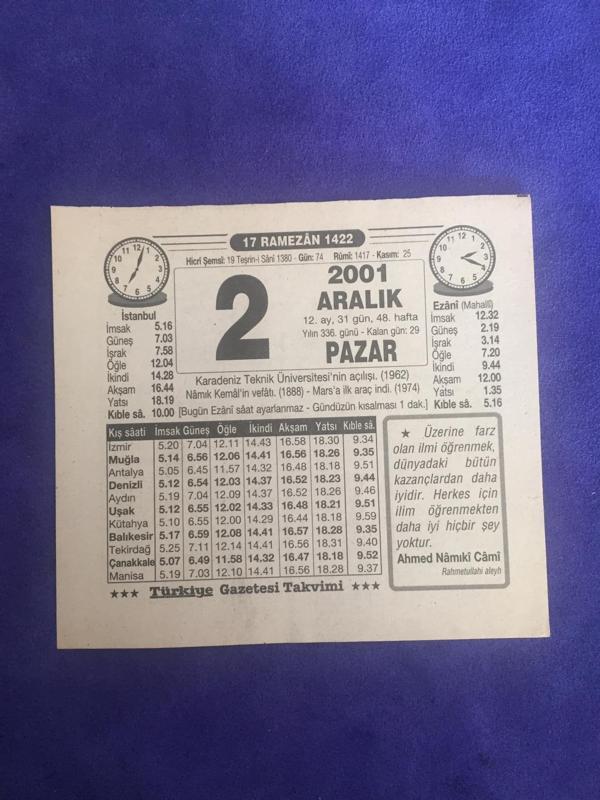 17 RAMEZÂN 1422
Hicrî Şemsî: 19 Teşrin-i Sâni 1380 - Gün: 74 Rûmî: 1417 - Kasım: 25
2
2001
ARALIK
12. ay, 31 gün, 48. hafta
Yılın 336. günü - Kalan gün: 29
PAZAR
İstanbul
İmsak 5.16
Güneş 7.03
İşrak 7.58
Öğle 12.04
İkindi 14.28
Akşam 16.44
Yatsı 18.19
Kıble sâ. 10.00
Ezânî (Mahallî)
İmsak 12.32
Güneş 2.19
İşrak 3.14
Öğle 7.20
İkindi 9.44
Akşam 12.00
Yatsı 1.35
Kıble sâ. 5.16
Karadeniz Teknik Üniversitesi'nin açılışı. (1962)
Nâmık Kemâl'in vefâtı. (1888) - Mars'a ilk araç indi. (1974)
[Bugün Ezânî sâat ayarlanmaz - Gündüzün kısalması 1 dak.]
Kış sâati İmsak Güneş Öğle İkindi Akşam Yatsı Kıble sâ.
İzmir 5.20 7.04 12.11 14.43 16.58 18.30 9.34
Muğla 5.14 6.56 12.06 14.41 16.56 18.26 9.35
Antalya 5.05 6.45 11.57 14.32 16.48 18.18 9.51
Denizli 5.12 6.54 12.03 14.37 16.52 18.23 9.44
Aydın 5.19 7.04 12.09 14.37 16.52 18.26 9.46
Uşak 5.12 6.55 12.02 14.33 16.48 18.21 9.51
Kütahya 5.10 6.55 12.00 14.29 16.44 18.18 9.59
Balıkesir 5.17 6.59 12.08 14.41 16.57 18.28 9.35
Tekirdağ 5.25 7.11 12.14 14.41 16.56 18.31 9.40
Çanakkale 5.07 6.49 11.58 14.32 16.47 18.18 9.52
Manisa 5.19 7.03 12.10 14.41 16.56 18.28 9.37
★★★ Türkiye Gazetesi Takvimi ★★★
★ Üzerine farz
olan ilmi öğrenmek,
dünyadaki bütün
kazançlardan daha
iyidir. Herkes için
ilim öğrenmekten
daha iyi hiçbir şey
yoktur.
Ahmed Nâmıkî Câmî
Rahmetullahi aleyh